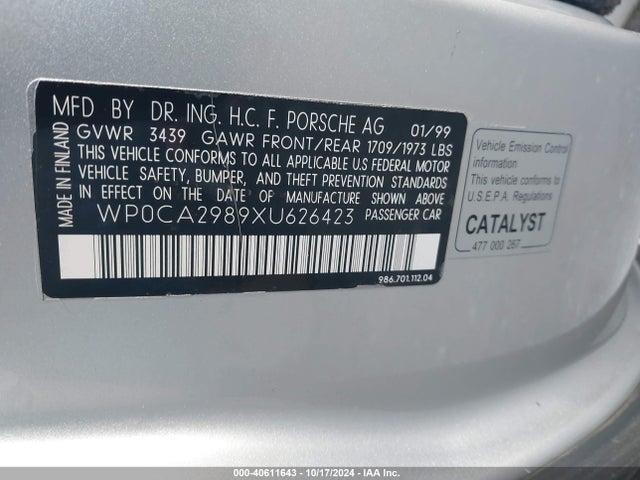 MFD BY DR. ING. H.C. F. PORSCHE AG 01/99
GVWR 3439 GAWR FRONT/REAR 1709/1973 LBS
THIS VEHICLE CONFORMS TO ALL APPLICABLE U.S FEDERAL MOTOR
VEHICLE SAFETY, BUMPER, AND THEFT PREVENTION STANDARDS
IN EFFECT ON THE DATE OF MANUFACTURE SHOWN ABOVE
WP0CA2989XU626423 PASSENGER CAR
986.701.112.04
MADE IN FINLAND
Vehicle Emission Control
information
This vehicle conforms to
U.S.E.P.A. Regulations
CATALYST
477 000 267
000-40611643 - 10/17/2024 - IAA Inc.